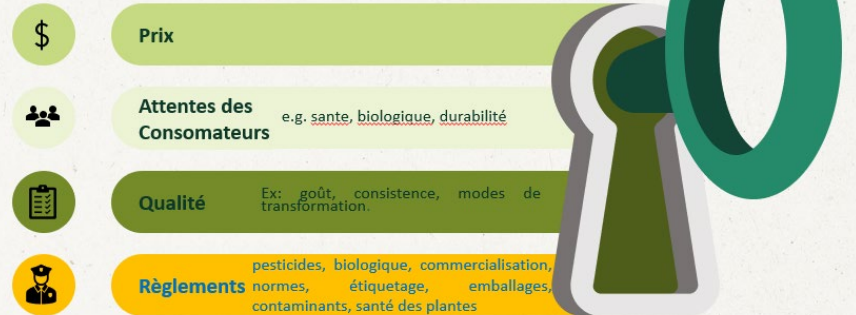 $
Prix
Attentes des
Consomateurs
e.g. sante, biologique, durabilité
Qualité
Ex: goût, consistence, modes de
transformation.
Règlements
pesticides, biologique, commercialisation,
normes, étiquetage, emballages,
contaminants, santé des plantes